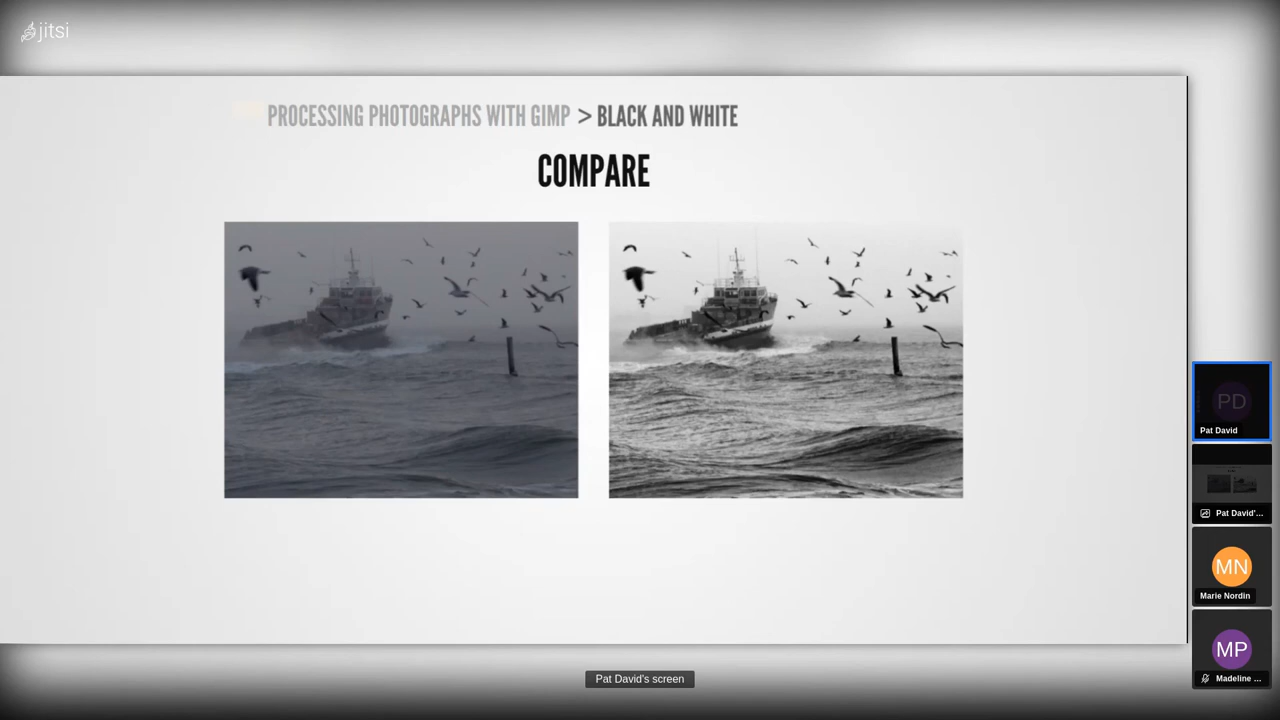 jitsi
PROCESSING PHOTOGRAPHS WITH GIMP > BLACK AND WHITE
COMPARE
PD
Pat David
Pat David'...
MN
Marie Nordin
MP
Madeline ...
Pat David's screen